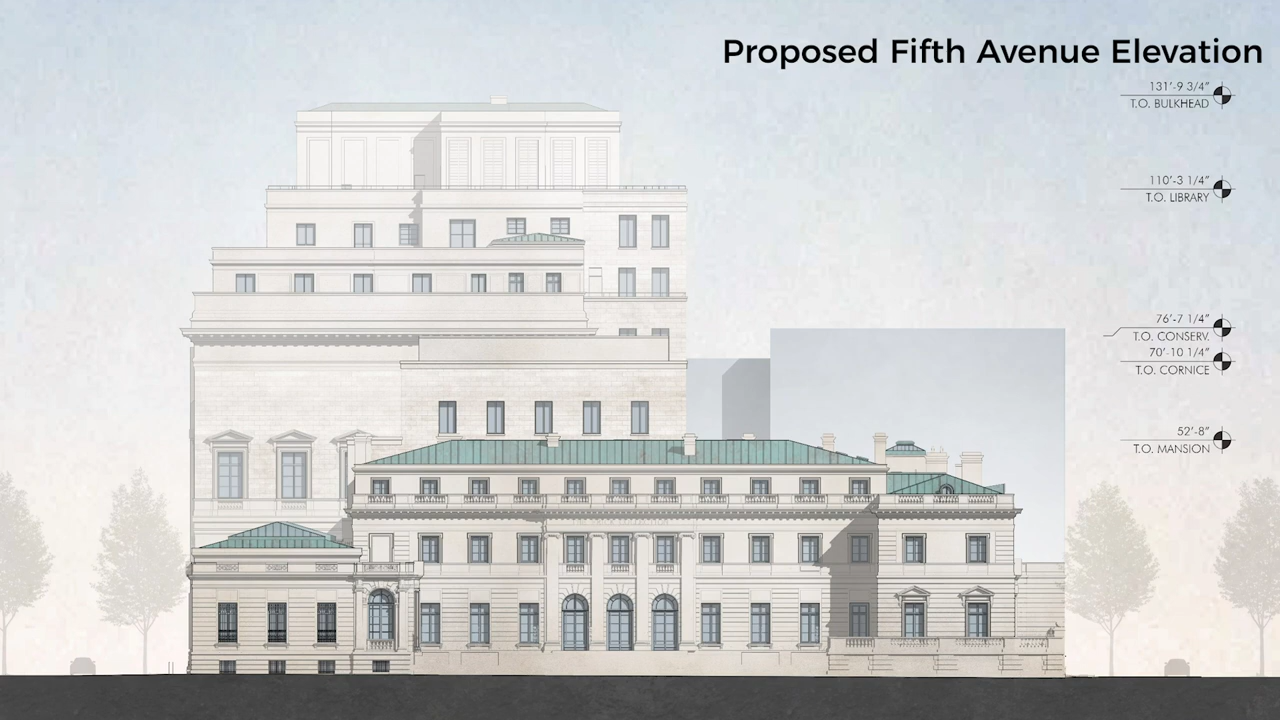 Proposed Fifth Avenue Elevation
131'-9 3/4"
T.O. BULKHEAD
110'-3 1/4"
T.O. LIBRARY
76'-7 1/4"
T.O. CONSERV.
70'-10 1/4"
T.O. CORNICE
52'-8"
T.O. MANSION